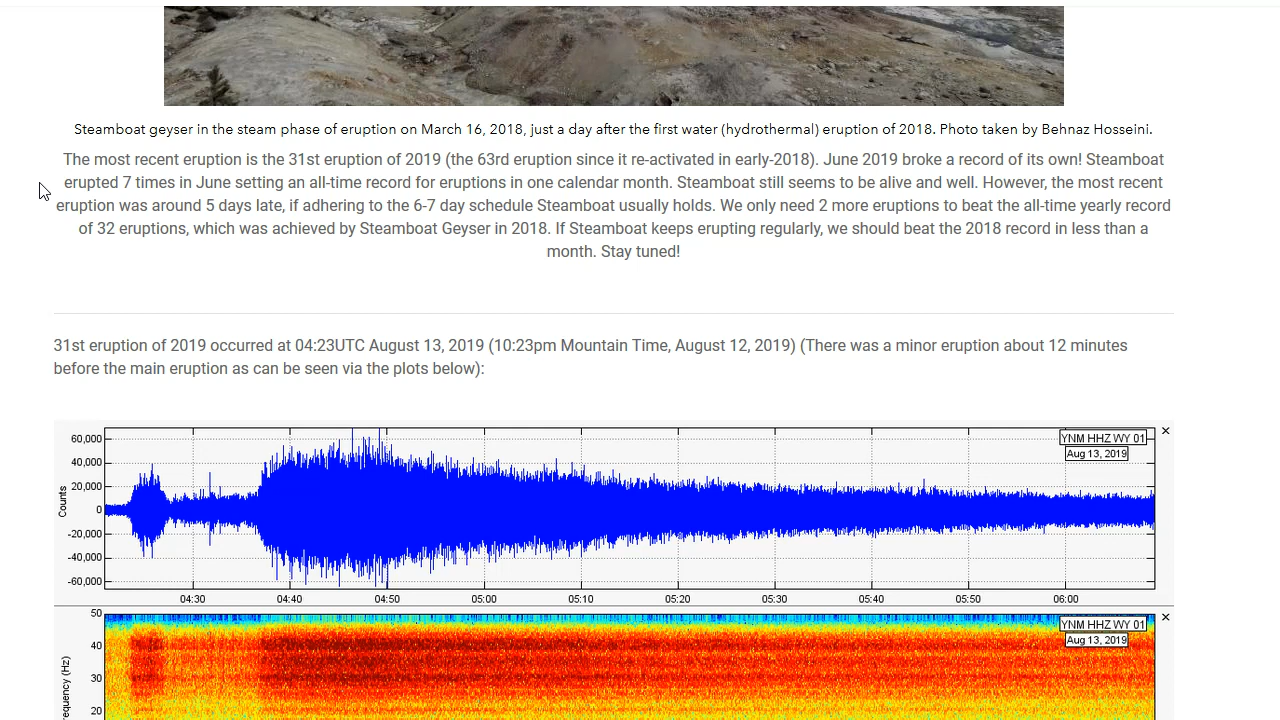 Steamboat geyser in the steam phase of eruption on March 16, 2018, just a day after the first water (hydrothermal) eruption of 2018. Photo taken by Behnaz Hosseini.
The most recent eruption is the 31st eruption of 2019 (the 63rd eruption since it re-activated in early-2018). June 2019 broke a record of its own! Steamboat
erupted 7 times in June setting an all-time record for eruptions in one calendar month. Steamboat still seems to be alive and well. However, the most recent
eruption was around 5 days late, if adhering to the 6-7 day schedule Steamboat usually holds. We only need 2 more eruptions to beat the all-time yearly record
of 32 eruptions, which was achieved by Steamboat Geyser in 2018. If Steamboat keeps erupting regularly, we should beat the 2018 record in less than a
month. Stay tuned!
31st eruption of 2019 occurred at 04:23UTC August 13, 2019 (10:23pm Mountain Time, August 12, 2019) (There was a minor eruption about 12 minutes
before the main eruption as can be seen via the plots below):
60,000
40,000
20,000
0
-20,000
-40,000
-60,000
Counts
YNM HHZ WY 01
Aug 13, 2019
04:30 04:40 04:50 05:00 05:10 05:20 05:30 05:40 05:50 06:00
50
40
30
20
requency (Hz)
YNM HHZ WY 01
Aug 13, 2019